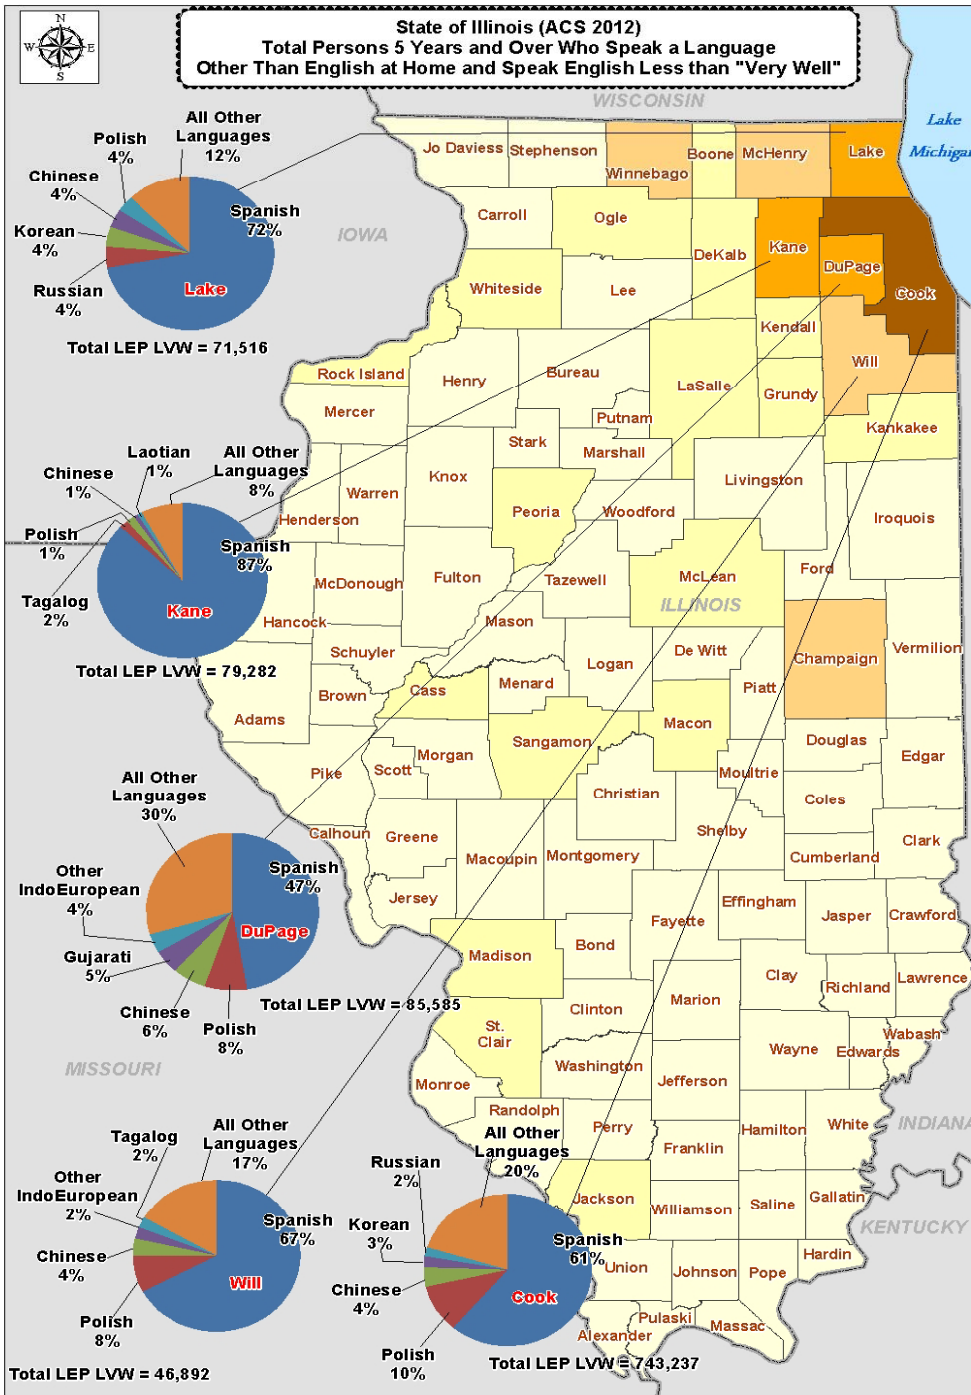 State of Illinois (ACS 2012)
Total Persons 5 Years and Over Who Speak a Language
Other Than English at Home and Speak English Less than "Very Well"
N
W
E
S
WISCONSIN
Lake
Michigan
IOWA
ILLINOIS
MISSOURI
INDIANA
KENTUCKY
All Other
Languages
12%
Polish
4%
Chinese
4%
Korean
4%
Russian
4%
Spanish
72%
Lake
Total LEP LVW = 71,516
Laotian
1%
All Other
Languages
8%
Chinese
1%
Polish
1%
Tagalog
2%
Spanish
87%
Kane
Total LEP LVW = 79,282
All Other
Languages
30%
Other
IndoEuropean
4%
Gujarati
5%
Chinese
6%
Polish
8%
Spanish
47%
DuPage
Total LEP LVW = 85,585
Tagalog
2%
All Other
Languages
17%
Other
IndoEuropean
2%
Chinese
4%
Polish
8%
Spanish
67%
Will
Total LEP LVW = 46,892
All Other
Languages
20%
Russian
2%
Korean
3%
Chinese
4%
Polish
10%
Spanish
61%
Cook
Total LEP LVW = 743,237
Jo Daviess
Stephenson
Winnebago
Boone
McHenry
Lake
Carroll
Ogle
DeKalb
Kane
DuPage
Cook
Whiteside
Lee
Kendall
Will
Rock Island
Henry
Bureau
LaSalle
Grundy
Kankakee
Mercer
Putnam
Stark
Marshall
Knox
Warren
Henderson
Peoria
Woodford
Livingston
Iroquois
Ford
McDonough
Fulton
Tazewell
McLean
Hancock
Mason
Schuyler
Logan
De Witt
Champaign
Vermilion
Brown
Cass
Menard
Piatt
Adams
Sangamon
Macon
Douglas
Edgar
Pike
Scott
Morgan
Moultrie
Christian
Coles
Calhoun
Greene
Shelby
Clark
Macoupin
Montgomery
Cumberland
Jersey
Effingham
Fayette
Jasper
Crawford
Madison
Bond
Clay
Richland
Lawrence
Clinton
Marion
St.
Clair
Wabash
Wayne
Edwards
Washington
Jefferson
Monroe
Randolph
Perry
Hamilton
White
Franklin
Jackson
Williamson
Saline
Gallatin
Union
Johnson
Pope
Hardin
Pulaski
Massac
Alexander